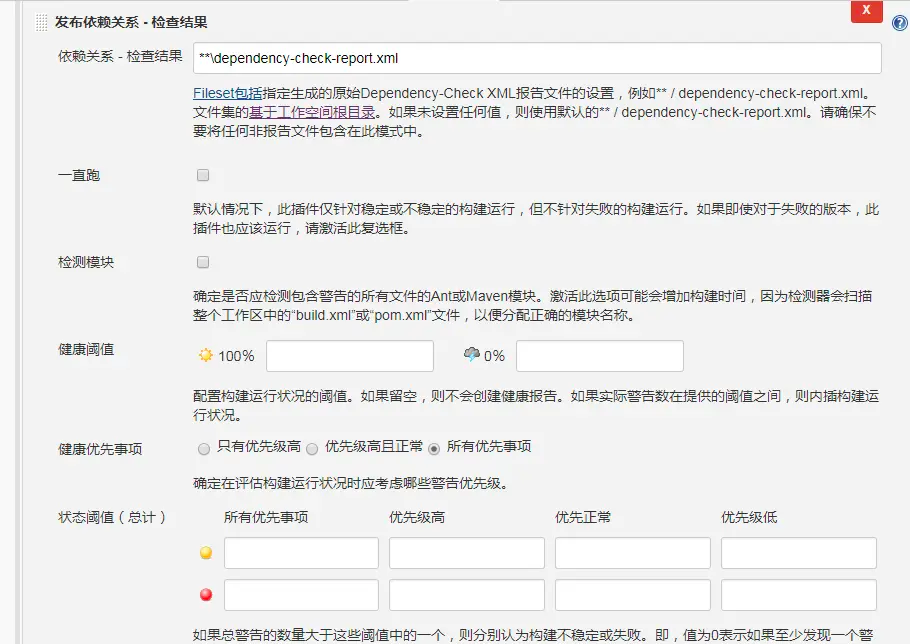 发布依赖关系 - 检查结果
X
依赖关系 - 检查结果
**\dependency-check-report.xml
Fileset包括指定生成的原始Dependency-Check XML报告文件的设置，例如** / dependency-check-report.xml。
文件集的基于工作空间根目录。如果未设置任何值，则使用默认的** / dependency-check-report.xml。请确保不
要将任何非报告文件包含在此模式中。
一直跑
默认情况下，此插件仅针对稳定或不稳定的构建运行，但不针对失败的构建运行。如果即使对于失败的版本，此
插件也应该运行，请激活此复选框。
检测模块
确定是否应检测包含警告的所有文件的Ant或Maven模块。激活此选项可能会增加构建时间，因为检测器会扫描
整个工作区中的“build.xml”或“pom.xml”文件，以便分配正确的模块名称。
健康阈值
100%
0%
配置构建运行状况的阈值。如果留空，则不会创建健康报告。如果实际警告数在提供的阈值之间，则内插构建运
行状况。
健康优先事项
只有优先级高
优先级高且正常
所有优先事项
确定在评估构建运行状况时应考虑哪些警告优先级。
状态阈值（总计）
所有优先事项
优先级高
优先正常
优先级低
如果总警告的数量大于这些阈值中的一个，则分别认为构建不稳定或失败。即，值为0表示如果至少发现一个警